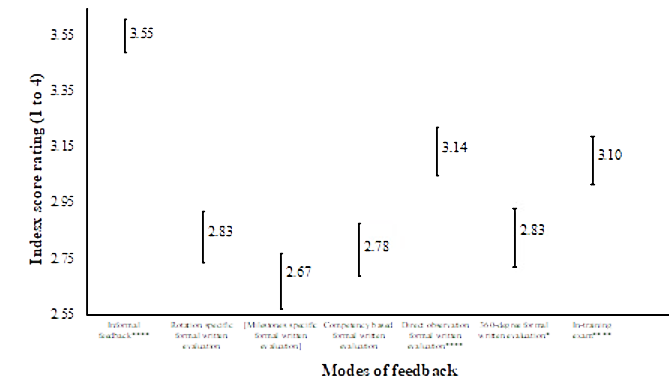 Indesx score rating (1 to 4)
3.55
3.35
3.15
2.95
2.75
2.55
3.55
2.83
2.67
2.78
3.14
2.83
3.10
Informal
feedback****
Rotation specific
formal written
evaluation
[Milestones specific
formal written
evaluation]
Competency based
formal written
evaluation
Direct observation
formal written
evaluation****
360-degree formal
written evaluation*
In-training
exam****
Modes of feedback